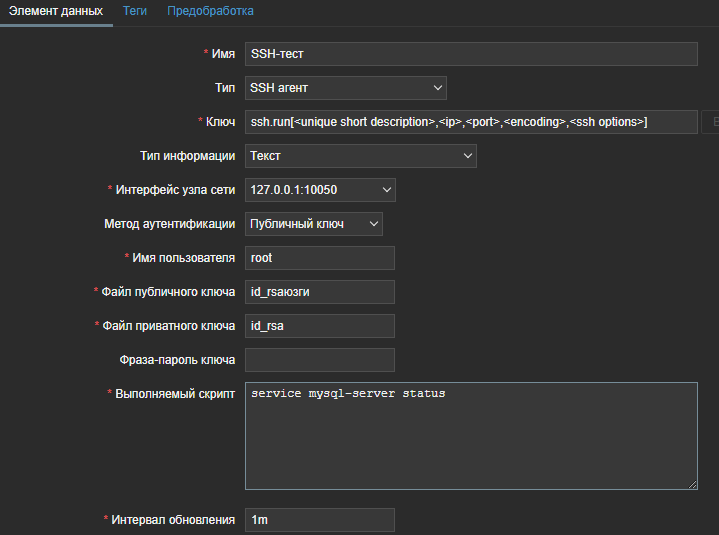 Элемент данных Теги Предобработка
* Имя SSH-тест
Тип SSH агент
* Ключ ssh.run[<unique short description>,<ip>,<port>,<encoding>,<ssh options>]
Тип информации Текст
* Интерфейс узла сети 127.0.0.1:10050
Метод аутентификации Публичный ключ
* Имя пользователя root
* Файл публичного ключа id_rsaюзги
* Файл приватного ключа id_rsa
Фраза-пароль ключа
* Выполняемый скрипт service mysql-server status
* Интервал обновления 1m